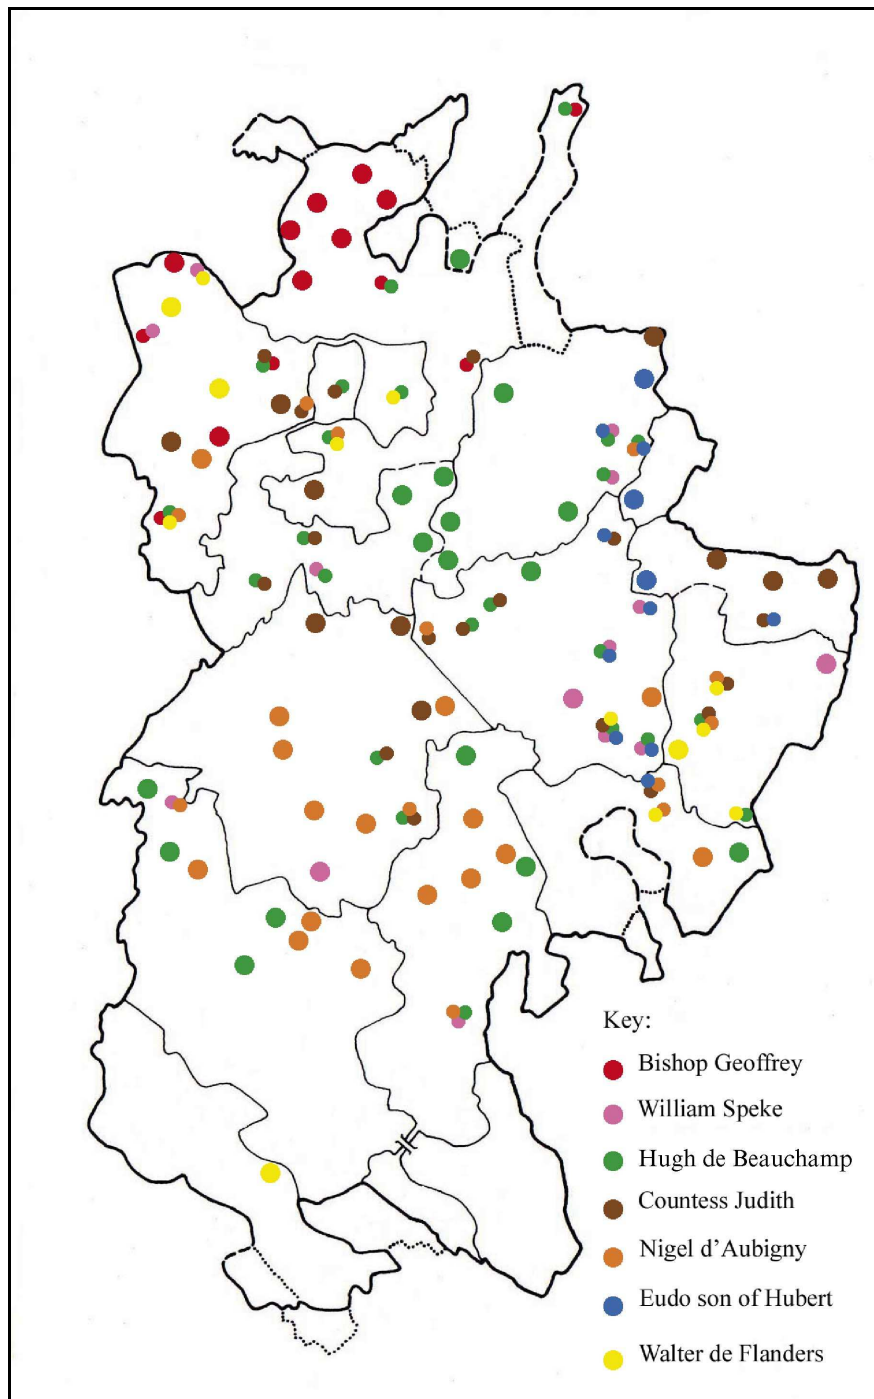 Key:
Bishop Geoffrey
William Speke
Hugh de Beauchamp
Countess Judith
Nigel d’Aubigny
Eudo son of Hubert
Walter de Flanders